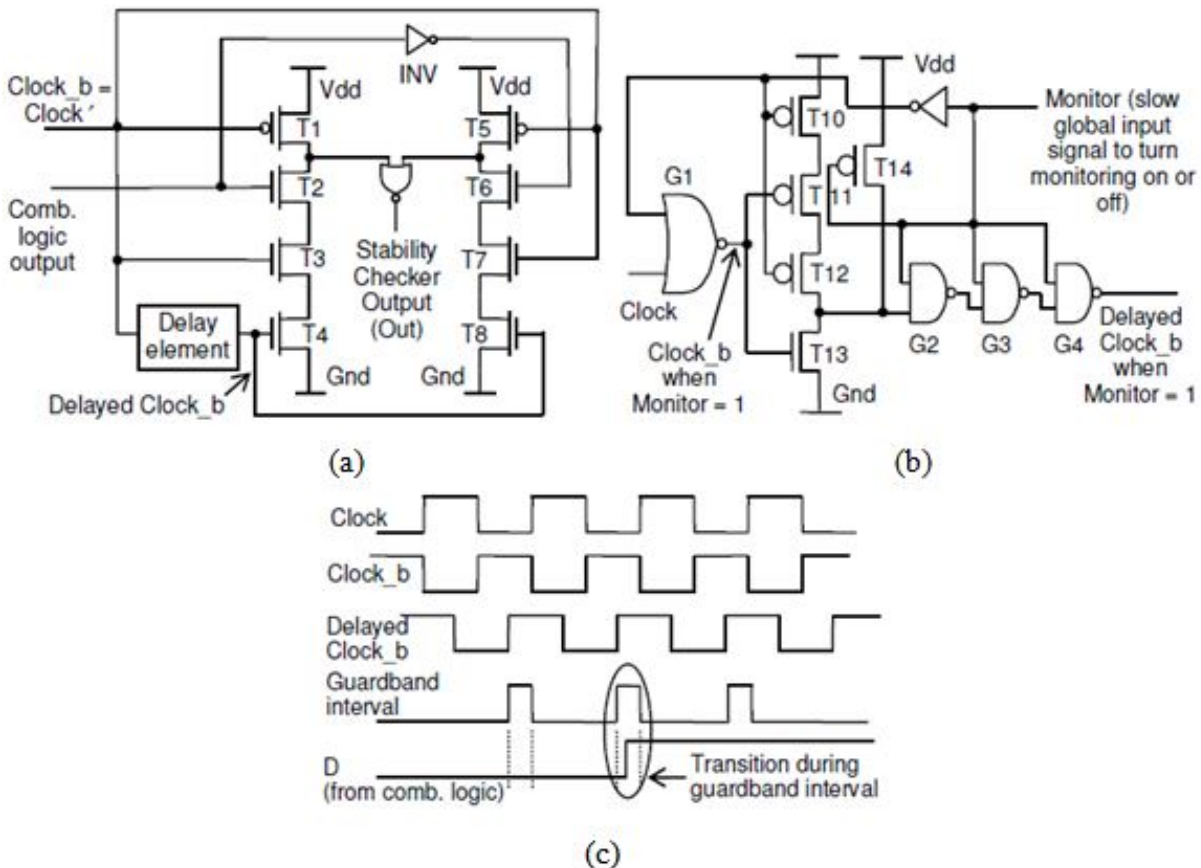 Clock_b =
Clock´
Vdd
INV
Vdd
T1
T5
T2
T6
Comb.
logic
output
T3
Stability
Checker
Output
(Out)
T7
Delay
element
T4
T8
Gnd
Gnd
Delayed Clock_b
(a)
Vdd
T10
Monitor (slow
global input
signal to turn
monitoring on or
off)
G1
T14
T11
T12
Clock
Clock_b
when
Monitor = 1
T13
Gnd
G2
G3
G4
Delayed
Clock_b
when
Monitor =
1
(b)
Clock
Clock_b
Delayed
Clock_b
Guardband
interval
D
(from comb. logic)
Transition during
guardband interval
(c)